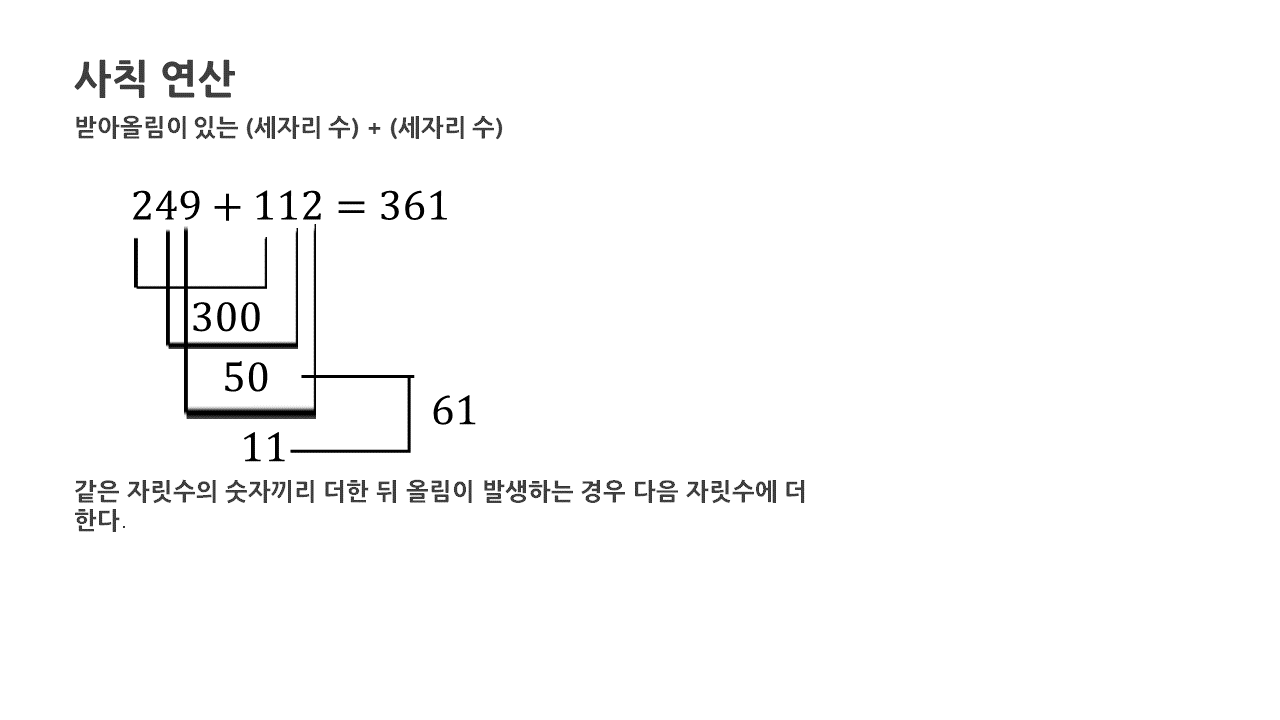 사칙 연산
받아올림이 있는 (세자리 수) + (세자리 수)
249 + 112 = 361
300
50
61
11
같은 자릿수의 숫자끼리 더한 뒤 올림이 발생하는 경우 다음 자릿수에 더
한다.